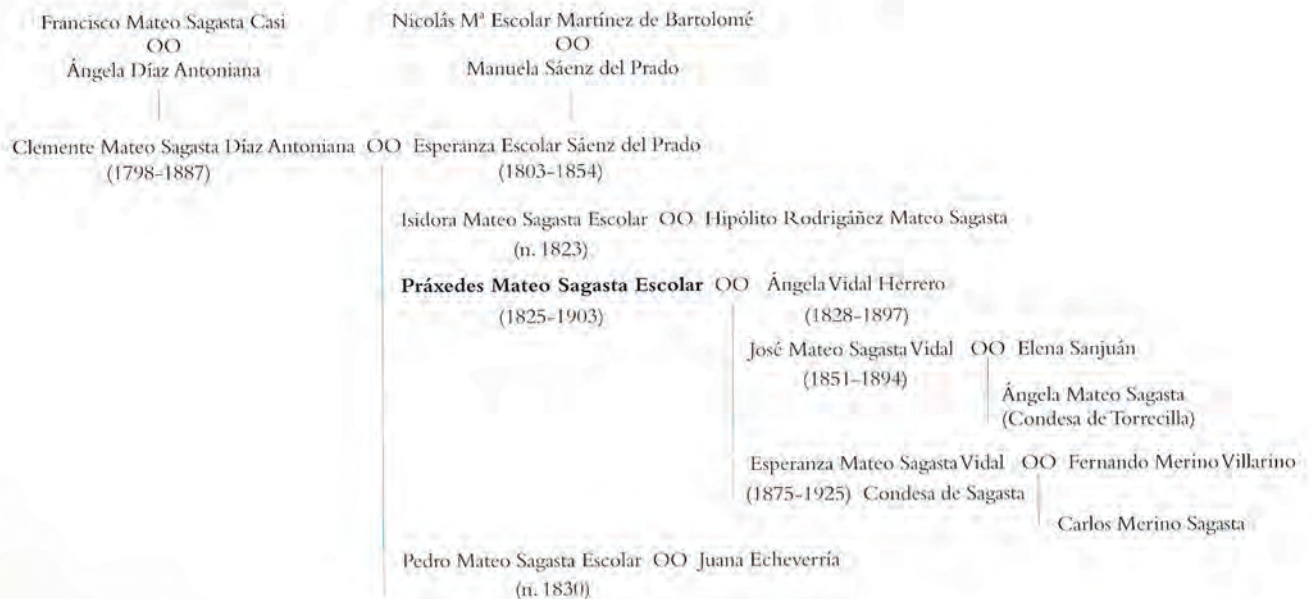 Francisco Mateo Sagasta Casi
OO
Ángela Díaz Antoniana
Nicolás Mª Escolar Martínez de Bartolomé
OO
Manuela Sáenz del Prado
Clemente Mateo Sagasta Díaz Antoniana OO Esperanza Escolar Sáenz del Prado
(1798-1887) (1803-1854)
Isidora Mateo Sagasta Escolar OO Hipólito Rodrigáñez Mateo Sagasta
(n. 1823)
Práxedes Mateo Sagasta Escolar OO Ángela Vidal Herrero
(1825-1903) (1828-1897)
José Mateo Sagasta Vidal OO Elena Sanjuán
(1851-1894)
Ángela Mateo Sagasta
(Condesa de Torrecilla)
Esperanza Mateo Sagasta Vidal OO Fernando Merino Villarino
(1875-1925) Condesa de Sagasta
Carlos Merino Sagasta
Pedro Mateo Sagasta Escolar OO Juana Echeverría
(n. 1830)